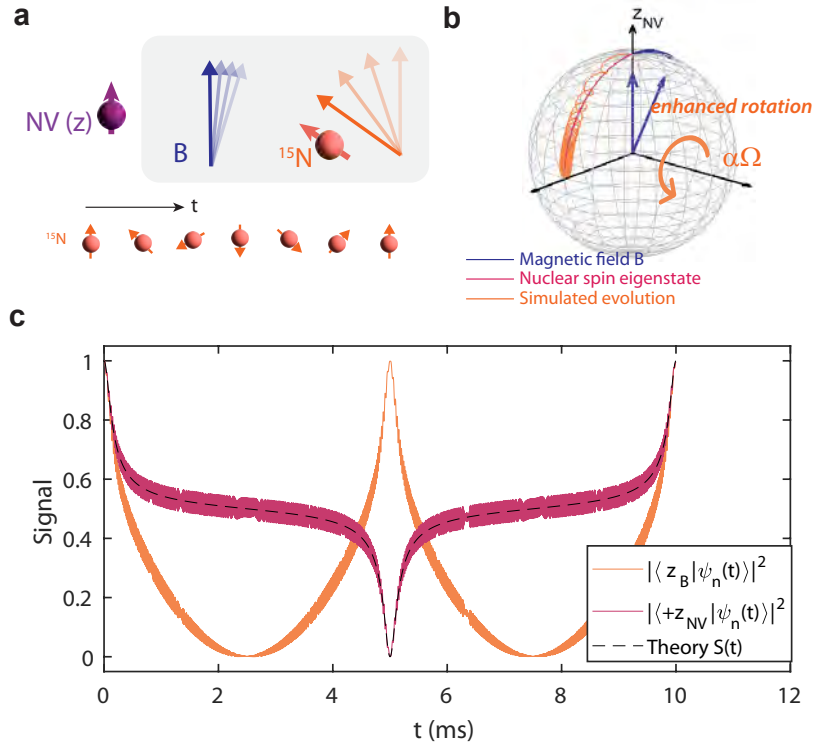 a
NV (z)
B
15N
t
15N
b
zNV
enhanced rotation
αΩ
Magnetic field B
Nuclear spin eigenstate
Simulated evolution
c
1
0.8
0.6
0.4
0.2
0
Signal
|⟨ zB|ψn(t)⟩|²
|⟨+zNV|ψn(t)⟩|²
Theory S(t)
0 2 4 6 8 10 12
t (ms)